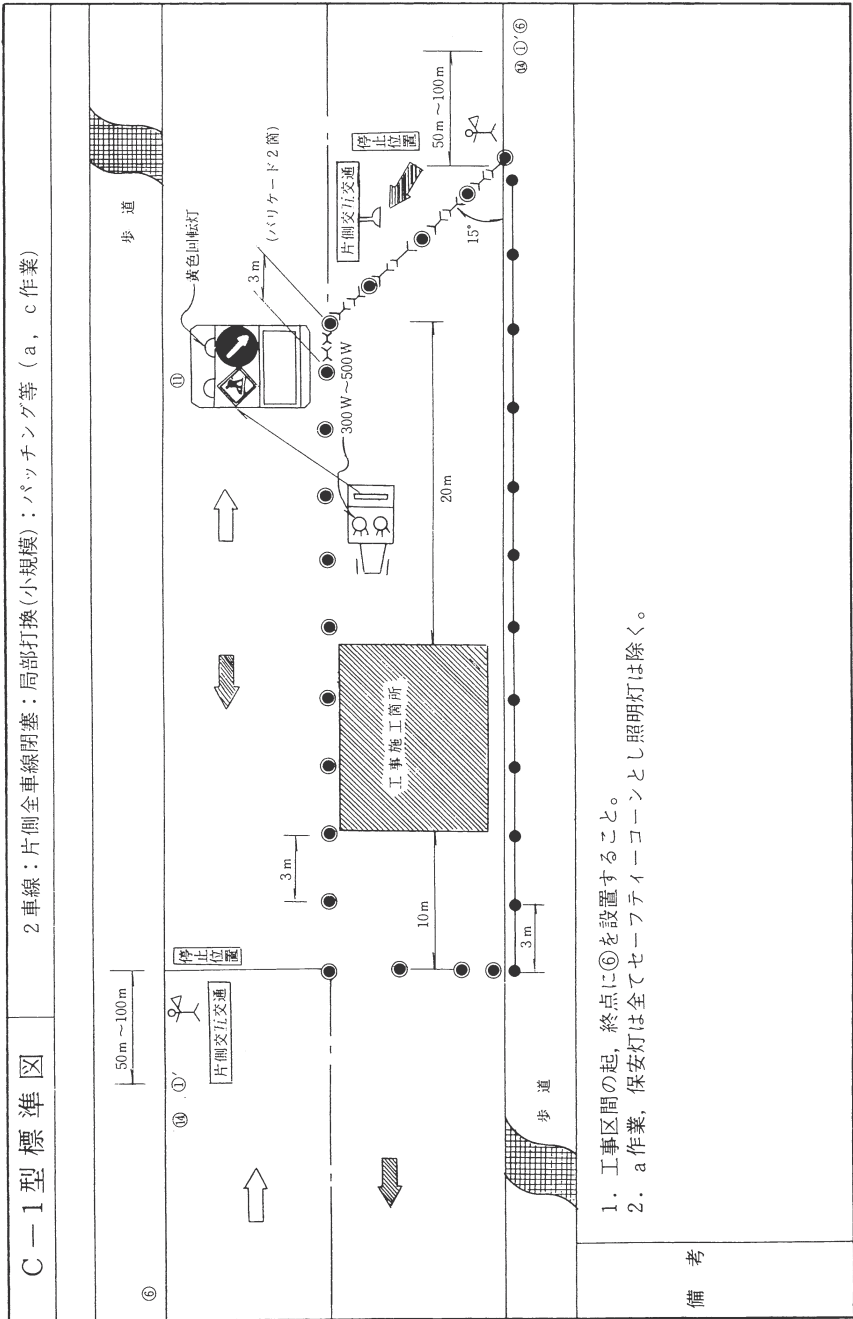 C－1型標準図
2車線：片側全車線閉塞：局部打換(小規模)：パッチング等（a，c作業）
歩道
⑥
50m～100m
⑭ ①′
片側交互交通
停止位置
⑪
黄色回転灯
3m
(バリケード2箇)
300W～500W
片側交互交通
停止位置
50m～100m
⑭ ①′⑥
15°
3m
工事施工箇所
10m
20m
3m
歩道
備考
1．工事区間の起，終点に⑥を設置すること。
2．a作業，保安灯は全てセーフティーコーンとし照明灯は除く。